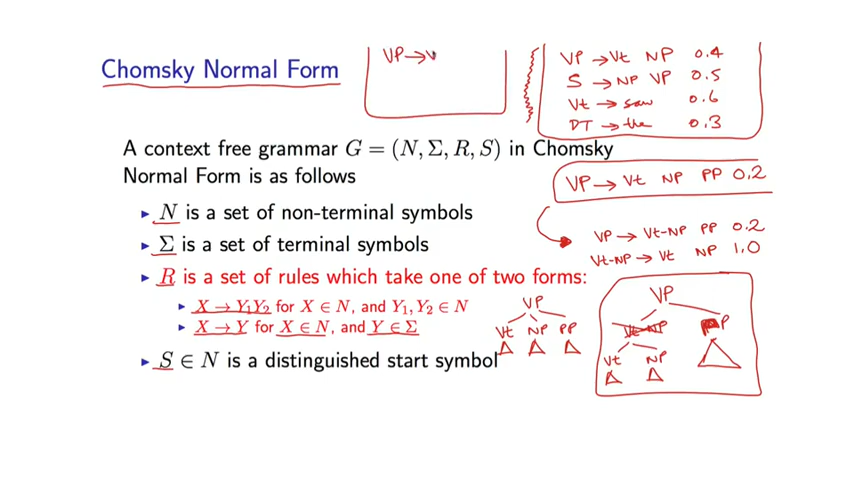 Chomsky Normal Form
VP → V
VP → Vt NP 0.4
S → NP VP 0.5
Vt → saw 0.6
DT → the 0.3
A context free grammar G = (N, Σ, R, S) in Chomsky
Normal Form is as follows
VP → Vt NP PP 0.2
▶ N is a set of non-terminal symbols
▶ Σ is a set of terminal symbols
VP → Vt-NP PP 0.2
Vt-NP → Vt NP 1.0
▶ R is a set of rules which take one of two forms:
▶ X → Y₁Y₂ for X ∈ N, and Y₁, Y₂ ∈ N
▶ X → Y for X ∈ N, and Y ∈ Σ
VP
Vt NP PP
VP
Vt-NP PP
Vt NP
▶ S ∈ N is a distinguished start symbol